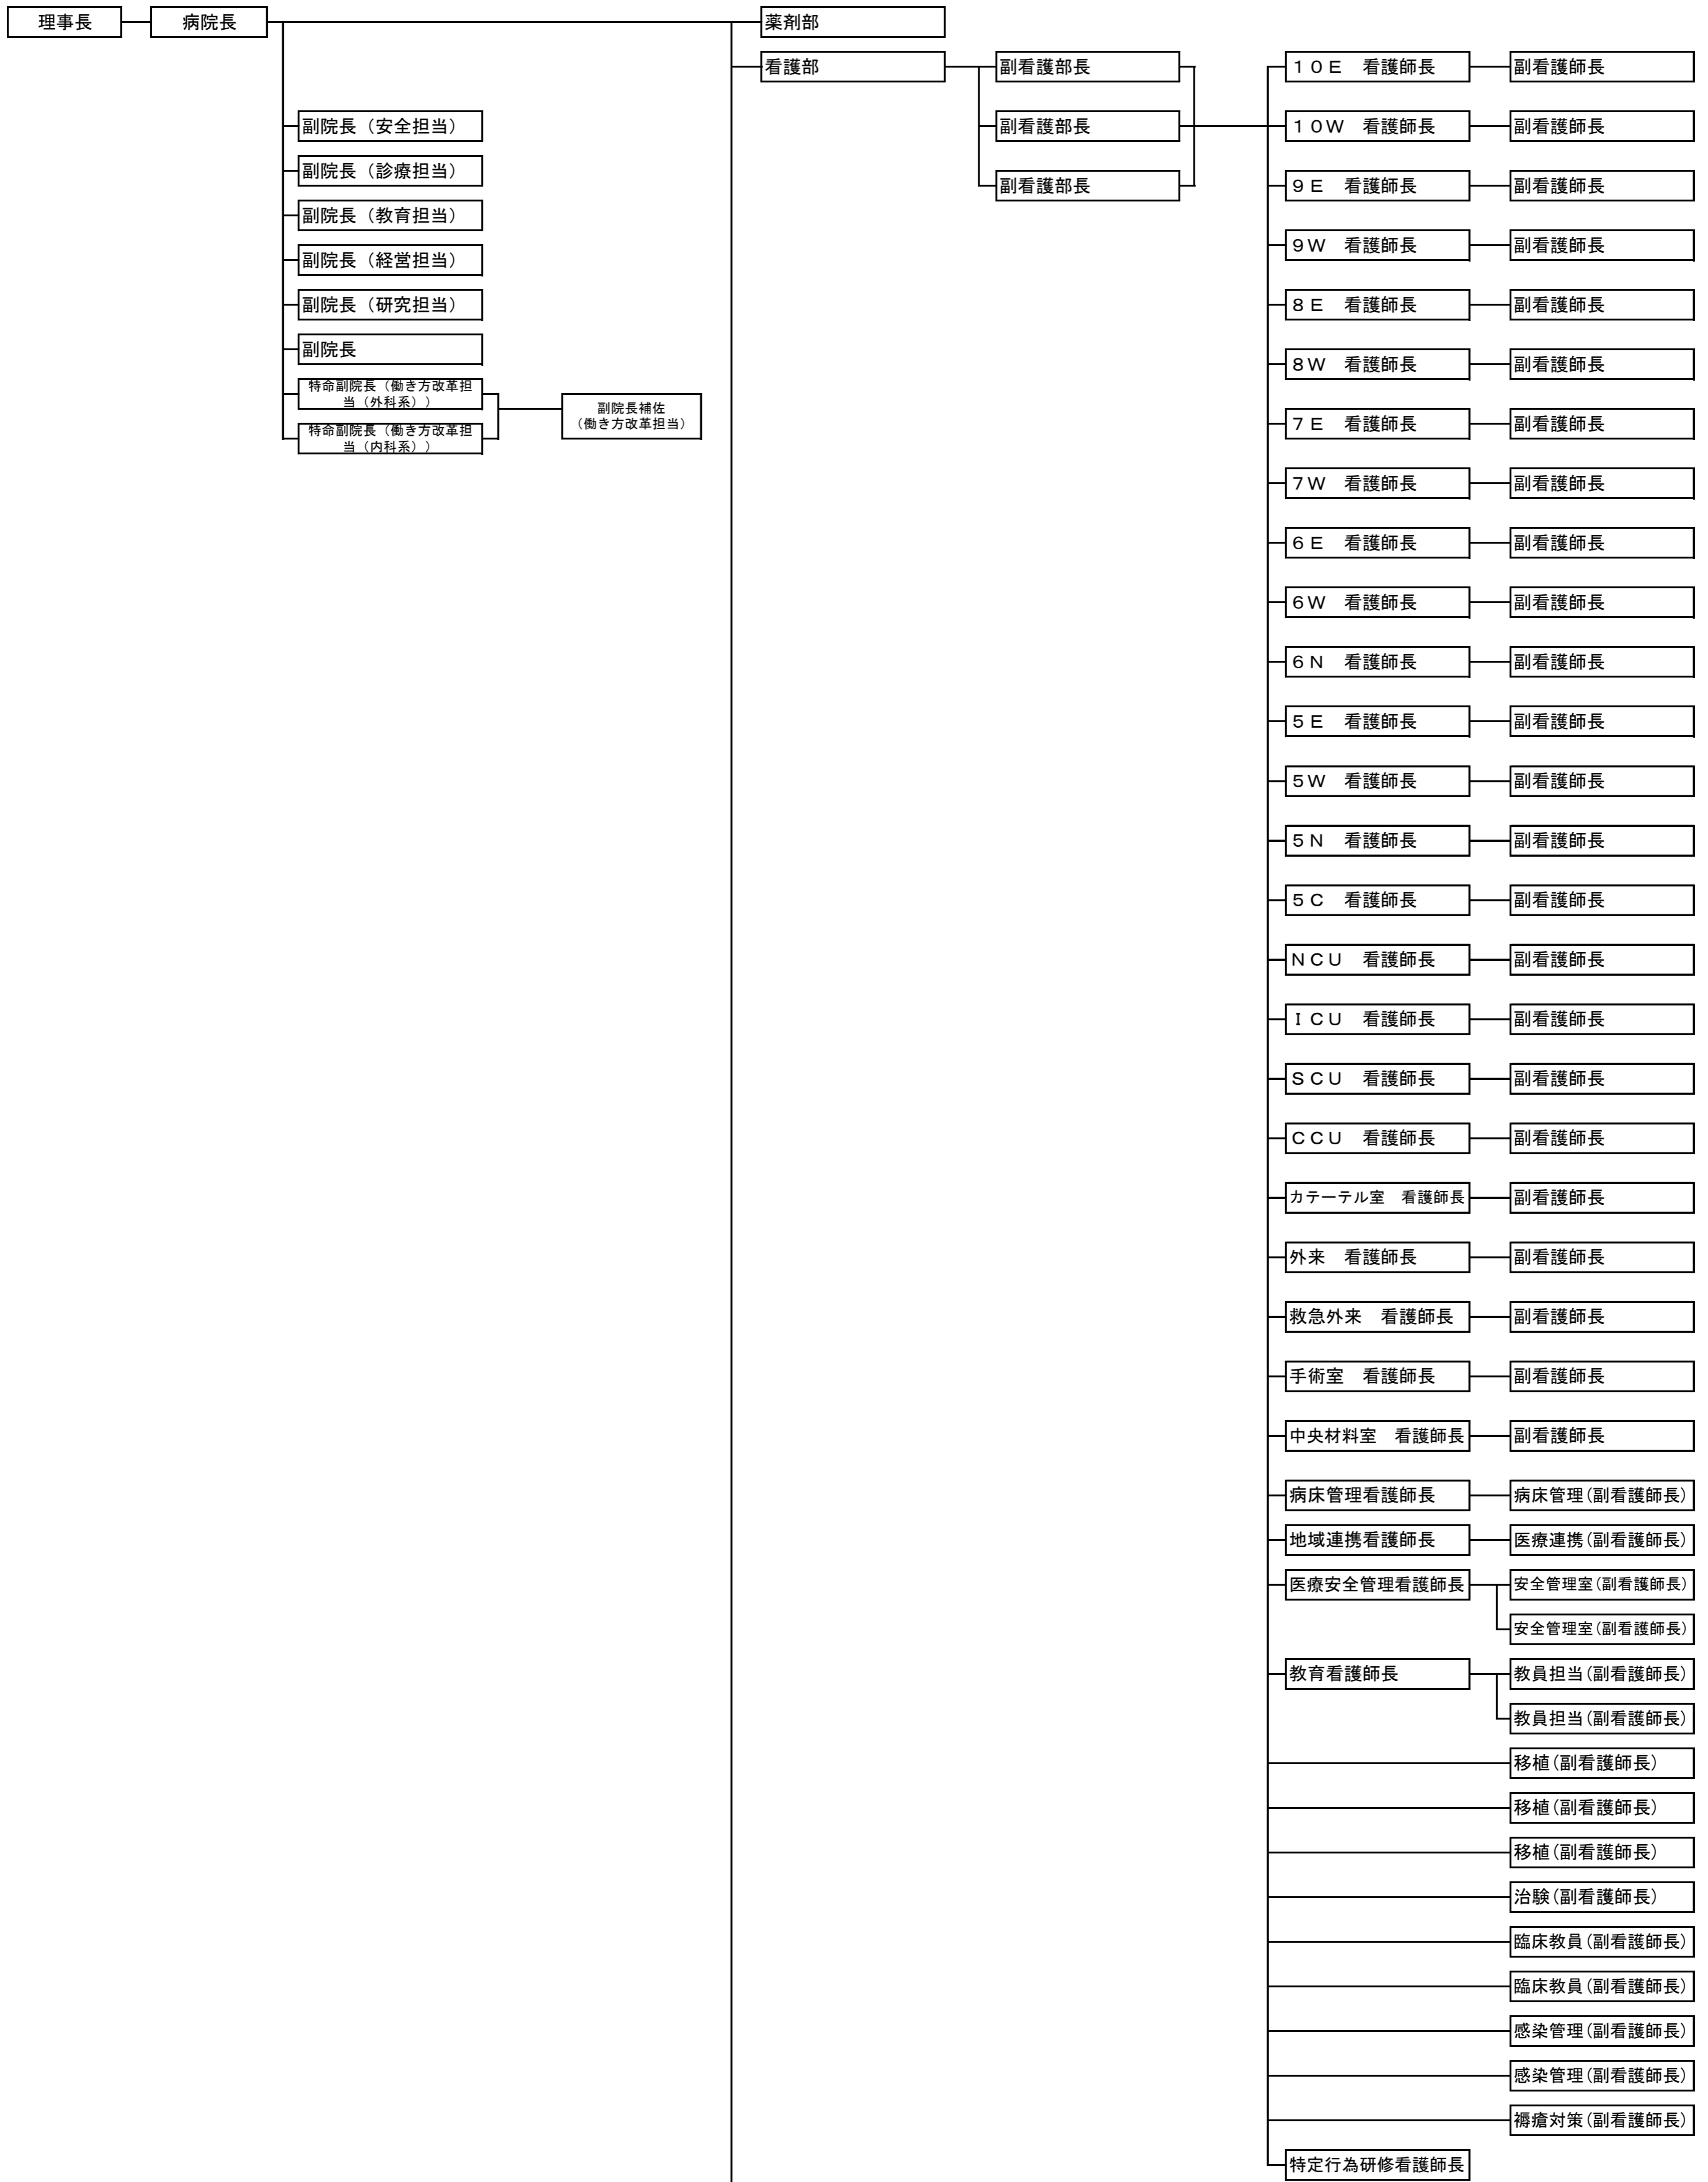 理事長
病院長
薬剤部
看護部
副看護部長
１０Ｅ　看護師長
副看護師長
副院長（安全担当）
副看護部長
１０Ｗ　看護師長
副看護師長
副院長（診療担当）
副看護部長
９Ｅ　看護師長
副看護師長
副院長（教育担当）
９Ｗ　看護師長
副看護師長
副院長（経営担当）
副院長（研究担当）
８Ｅ　看護師長
副看護師長
副院長
８Ｗ　看護師長
副看護師長
特命副院長（働き方改革担
当（外科系））
副院長補佐
（働き方改革担当）
７Ｅ　看護師長
副看護師長
特命副院長（働き方改革担
当（内科系））
７Ｗ　看護師長
副看護師長
６Ｅ　看護師長
副看護師長
６Ｗ　看護師長
副看護師長
６Ｎ　看護師長
副看護師長
５Ｅ　看護師長
副看護師長
５Ｗ　看護師長
副看護師長
５Ｎ　看護師長
副看護師長
５Ｃ　看護師長
副看護師長
ＮＣＵ　看護師長
副看護師長
ＩＣＵ　看護師長
副看護師長
ＳＣＵ　看護師長
副看護師長
ＣＣＵ　看護師長
副看護師長
カテーテル室　看護師長
副看護師長
外来　看護師長
副看護師長
救急外来　看護師長
副看護師長
手術室　看護師長
副看護師長
中央材料室　看護師長
副看護師長
病床管理看護師長
病床管理(副看護師長)
地域連携看護師長
医療連携(副看護師長)
医療安全管理看護師長
安全管理室(副看護師長)
安全管理室(副看護師長)
教育看護師長
教員担当(副看護師長)
教員担当(副看護師長)
移植(副看護師長)
移植(副看護師長)
移植(副看護師長)
治験(副看護師長)
臨床教員(副看護師長)
臨床教員(副看護師長)
感染管理(副看護師長)
感染管理(副看護師長)
褥瘡対策(副看護師長)
特定行為研修看護師長